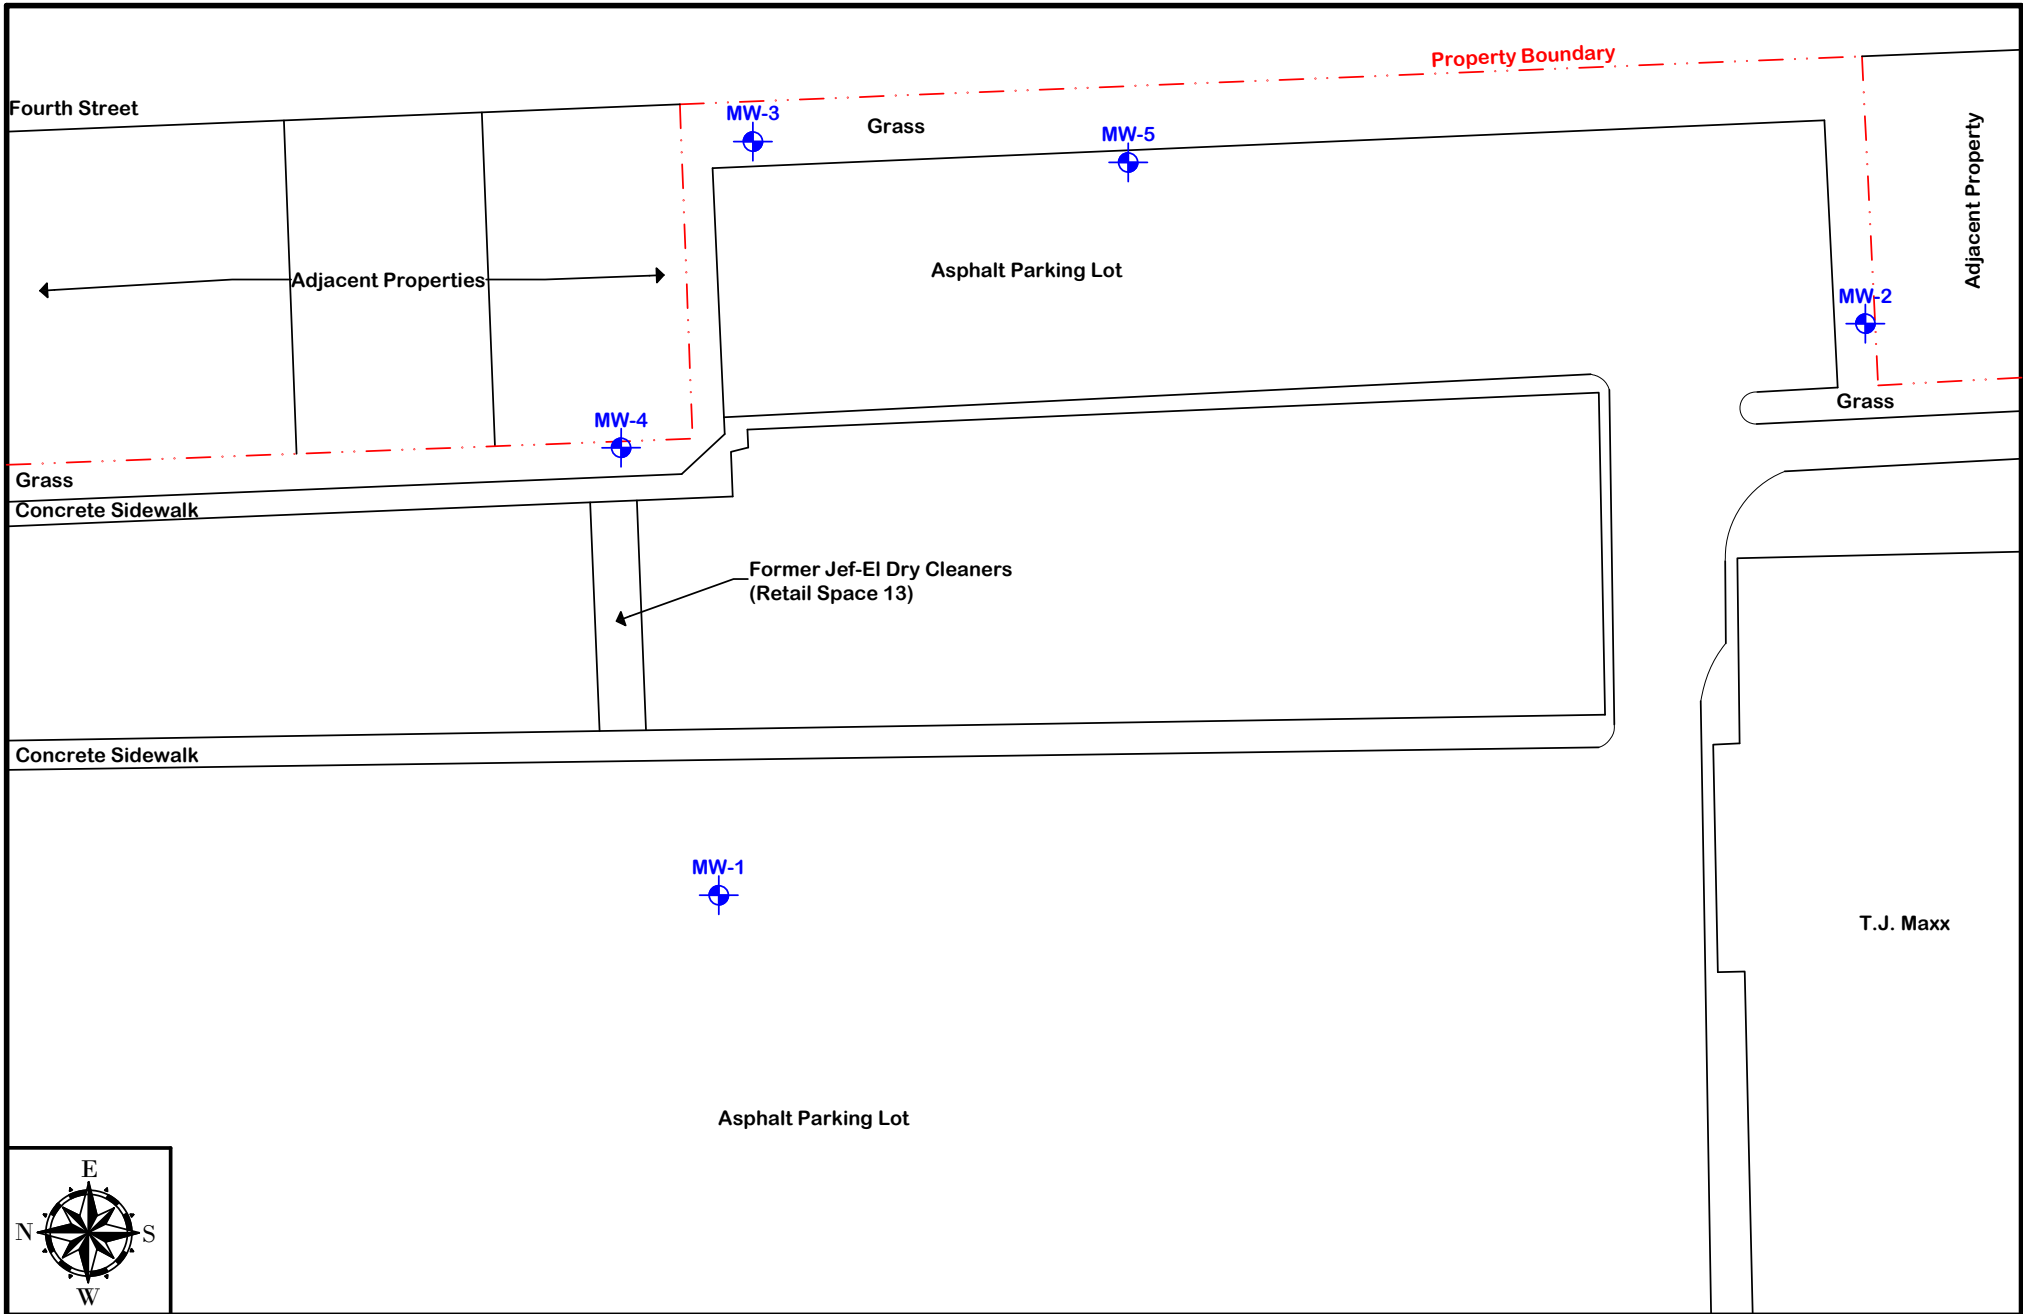 Property Boundary
Fourth Street
MW-3
Grass
MW-5
Adjacent Property
Asphalt Parking Lot
Adjacent Properties
MW-2
Grass
MW-4
Grass
Concrete Sidewalk
Former Jef-El Dry Cleaners
(Retail Space 13)
Concrete Sidewalk
MW-1
T.J. Maxx
Asphalt Parking Lot
E
N
S
W